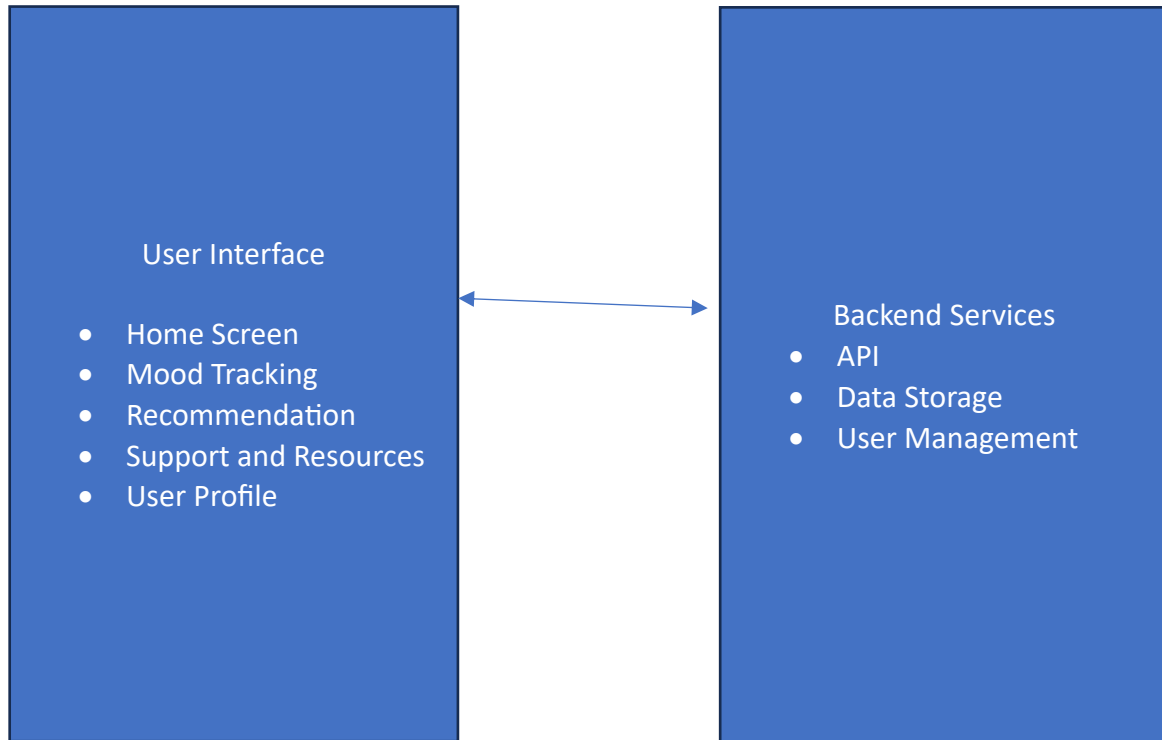 User Interface
• Home Screen
• Mood Tracking
• Recommendation
• Support and Resources
• User Profile
Backend Services
• API
• Data Storage
• User Management